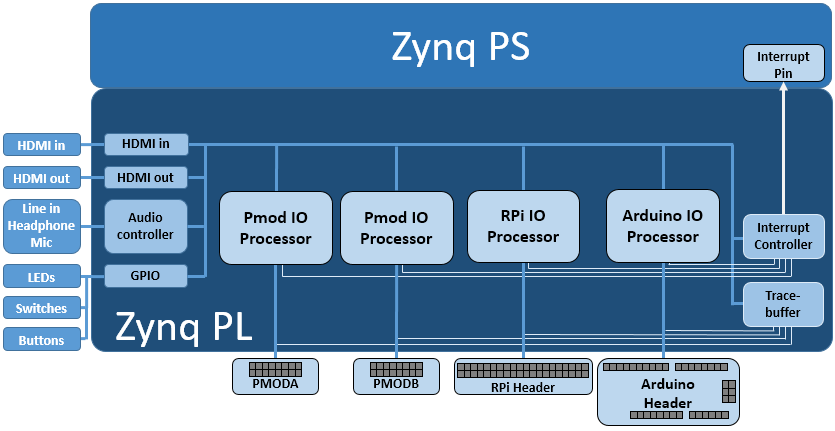 Zynq PS
Interrupt
Pin
HDMI in
HDMI in
HDMI out
HDMI out
Line in
Headphone
Mic
Audio
controller
Pmod IO
Processor
Pmod IO
Processor
RPi IO
Processor
Arduino IO
Processor
Interrupt
Controller
LEDs
GPIO
Switches
Buttons
Zynq PL
Trace-
buffer
PMODA
PMODB
RPi Header
Arduino
Header